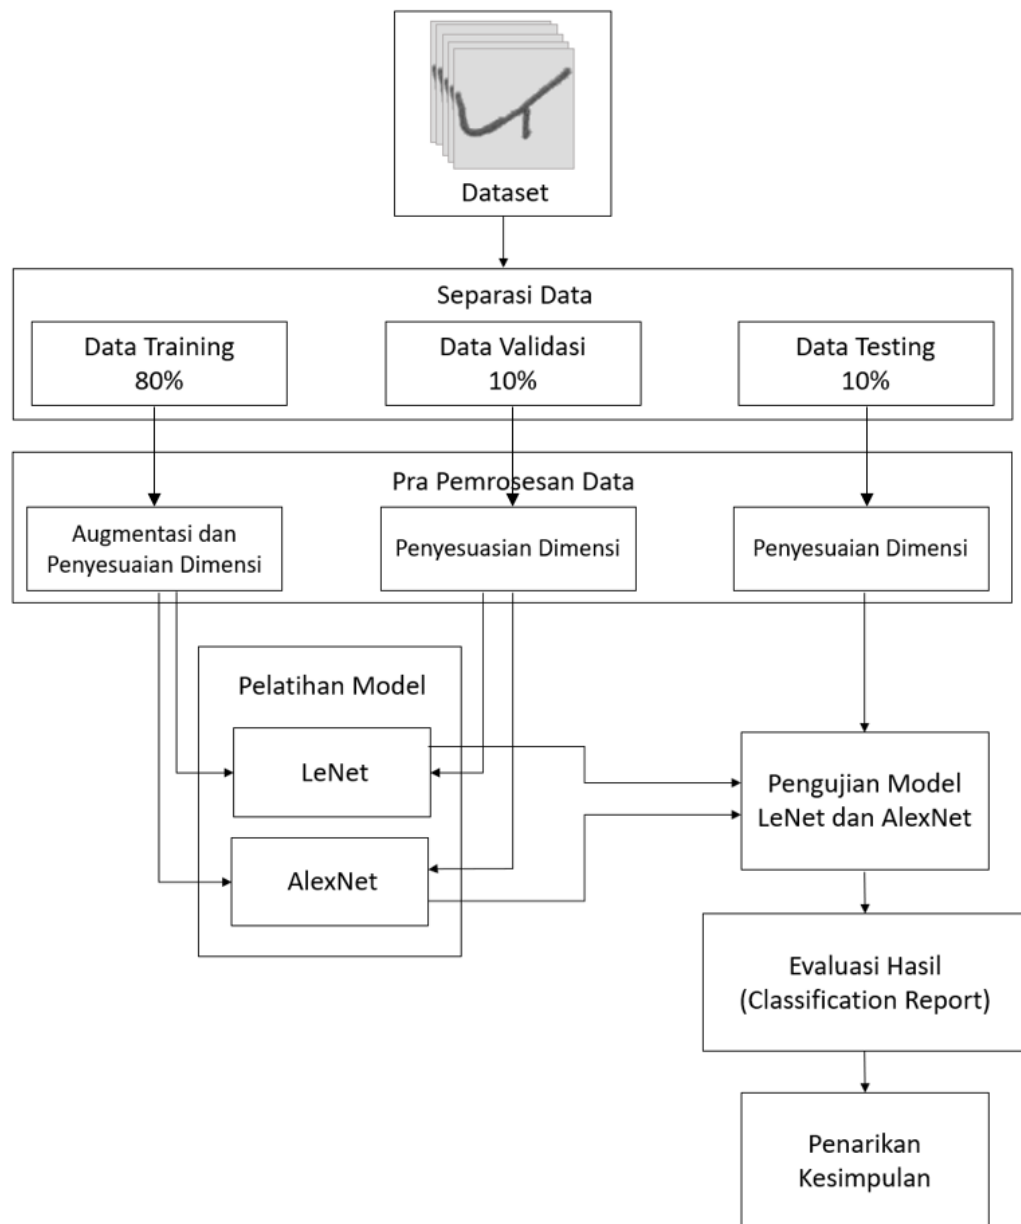 Dataset
Separasi Data
Data Training
80%
Data Validasi
10%
Data Testing
10%
Pra Pemrosesan Data
Augmentasi dan
Penyesuaian Dimensi
Penyesuasian Dimensi
Penyesuaian Dimensi
Pelatihan Model
LeNet
AlexNet
Pengujian Model
LeNet dan AlexNet
Evaluasi Hasil
(Classification Report)
Penarikan
Kesimpulan